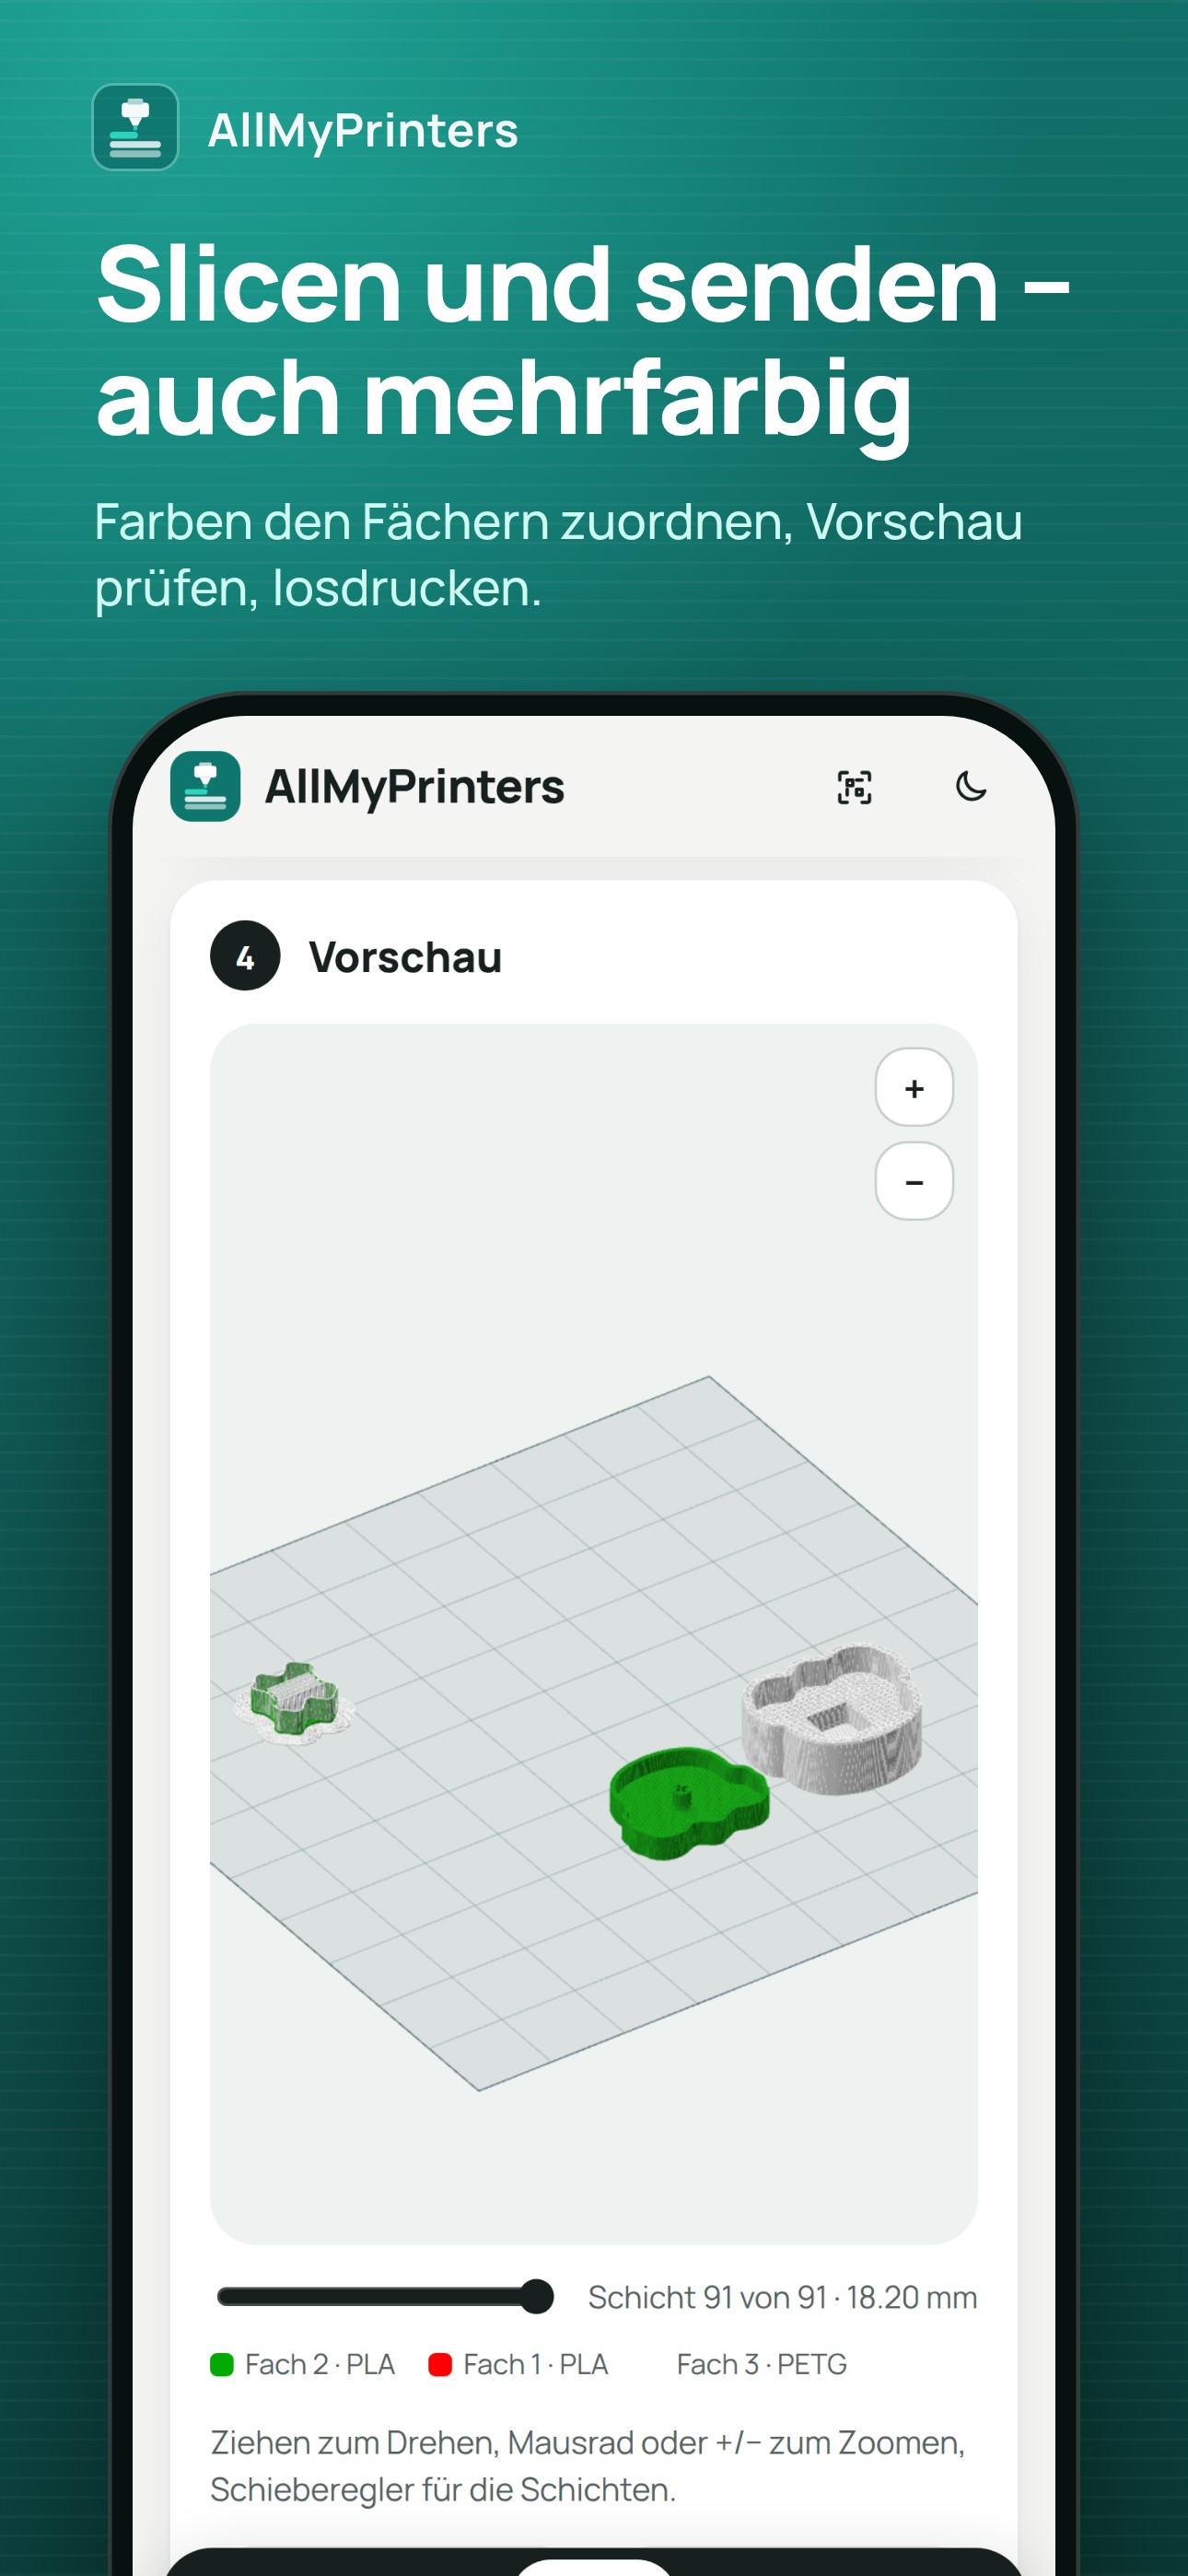 AllMyPrinters
Slicen und senden –
auch mehrfarbig
Farben den Fächern zuordnen, Vorschau
prüfen, losdrucken.
AllMyPrinters
4 Vorschau
+
−
Schicht 91 von 91 · 18.20 mm
Fach 2 · PLA Fach 1 · PLA Fach 3 · PETG
Ziehen zum Drehen, Mausrad oder +/− zum Zoomen,
Schieberegler für die Schichten.